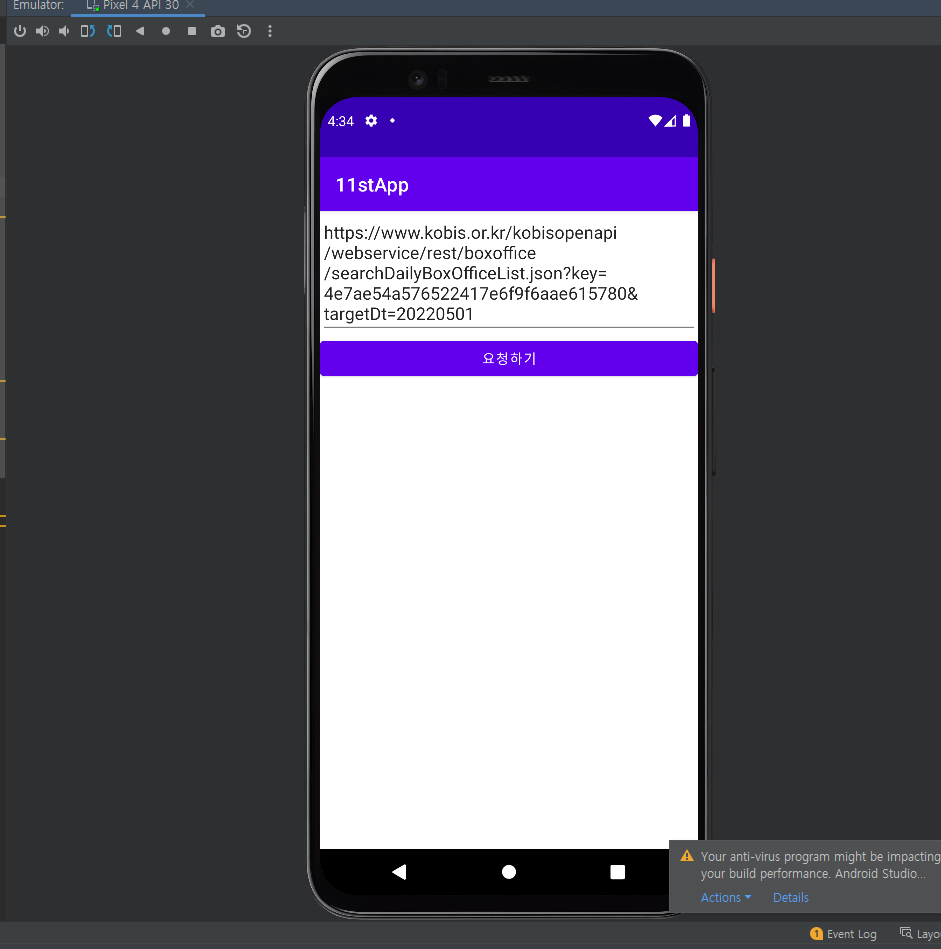 Emulator:
Pixel 4 API 30
4:34
11stApp
https://www.kobis.or.kr/kobisopenapi
/webservice/rest/boxoffice
/searchDailyBoxOfficeList.json?key=
4e7ae54a576522417e6f9f6aae615780&
targetDt=20220501
요청하기
Your anti-virus program might be impacting
your build performance. Android Studio...
Actions
Details
1 Event Log
Layo